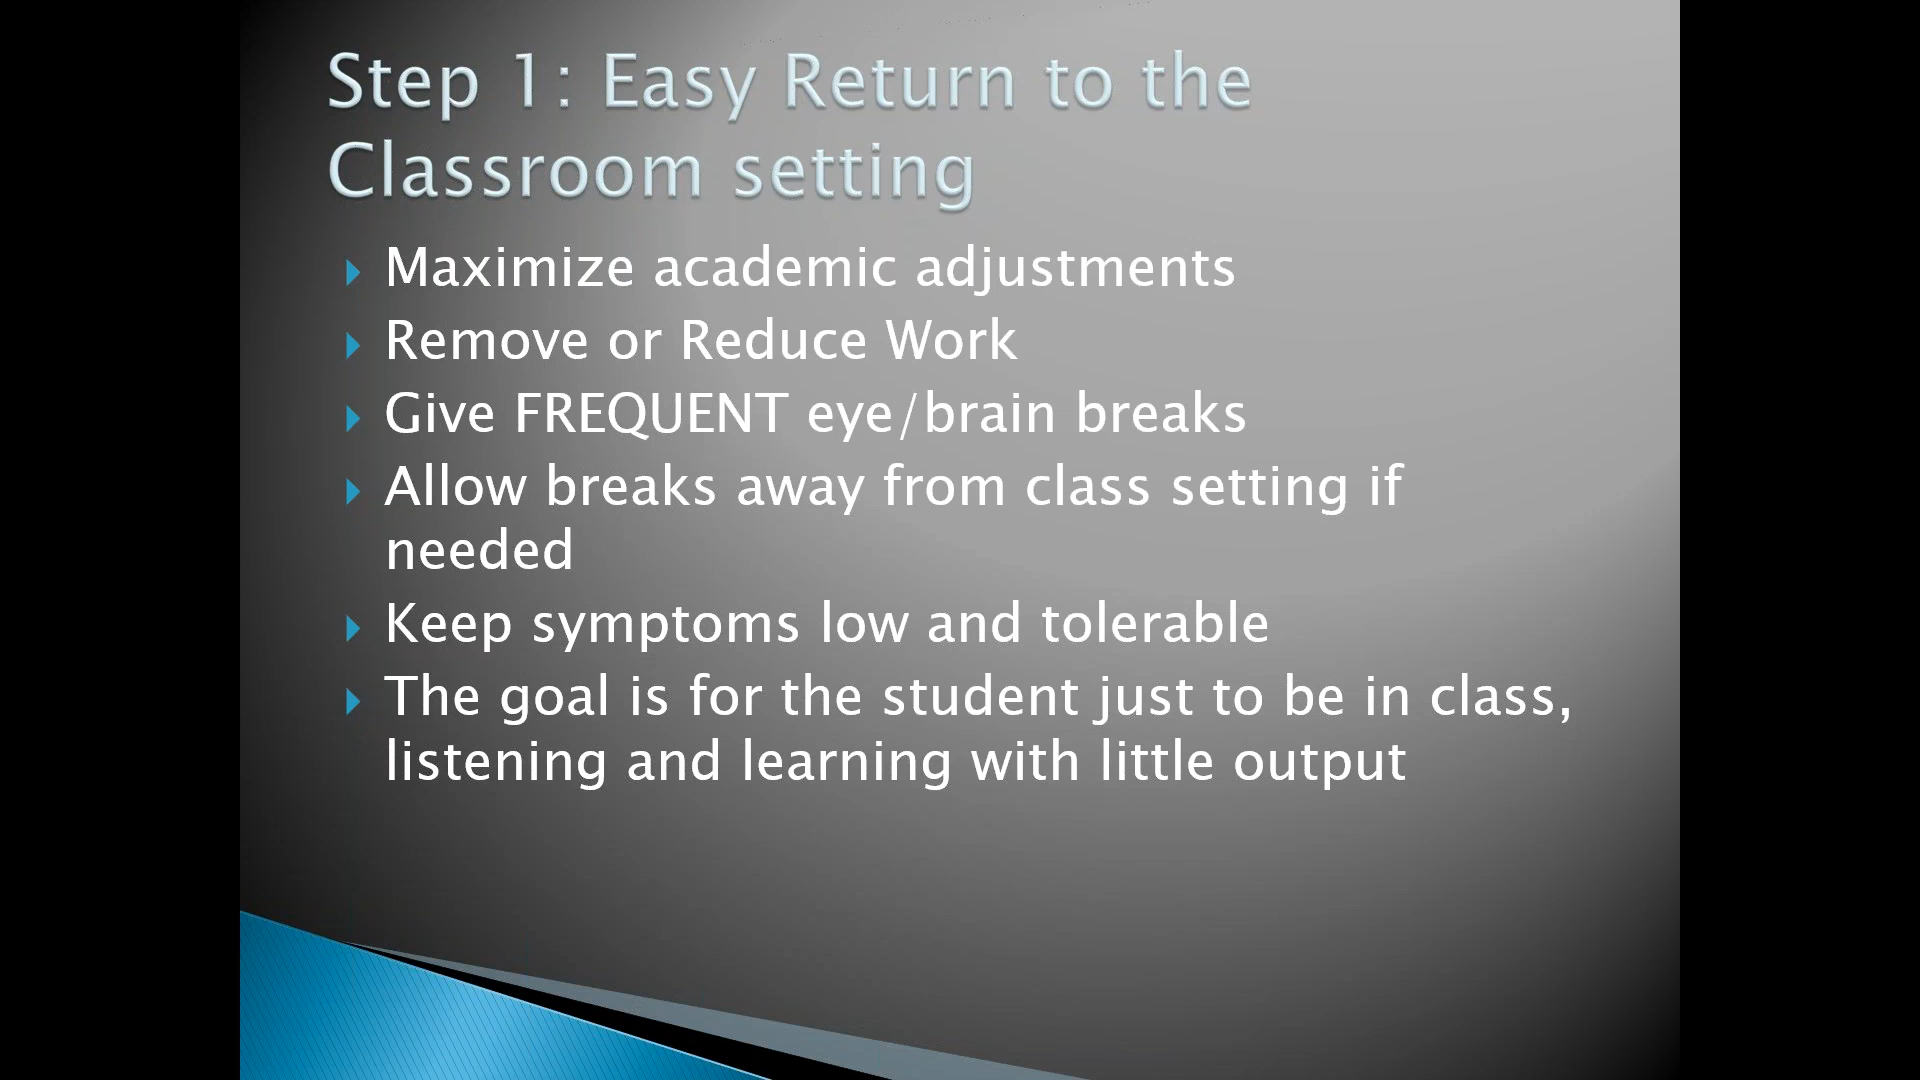 Step 1: Easy Return to the
Classroom setting
Maximize academic adjustments
Remove or Reduce Work
Give FREQUENT eye/brain breaks
Allow breaks away from class setting if
needed
Keep symptoms low and tolerable
The goal is for the student just to be in class,
listening and learning with little output